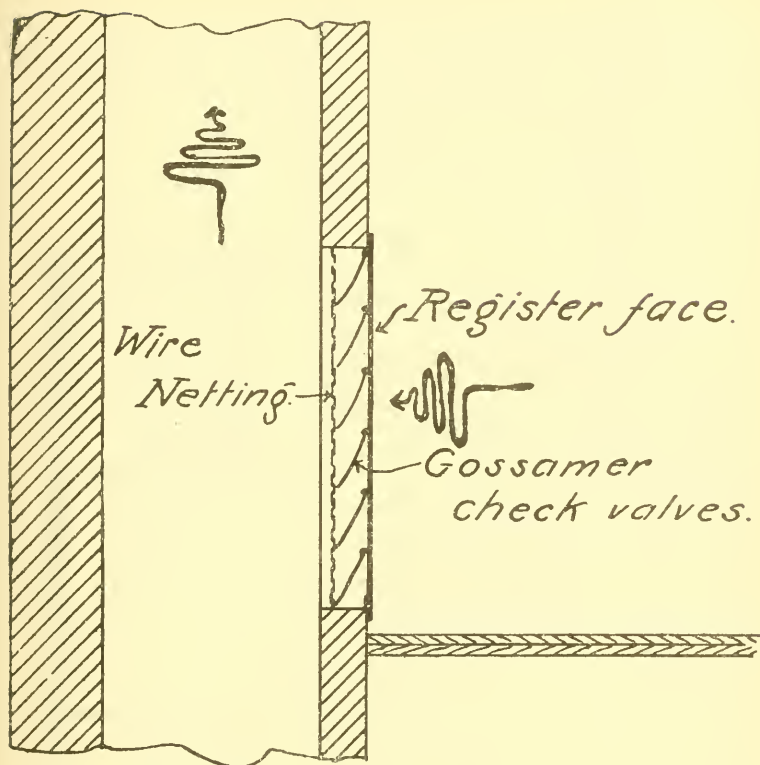 Register face.
Wire
Netting.
Gossamer
check valves.